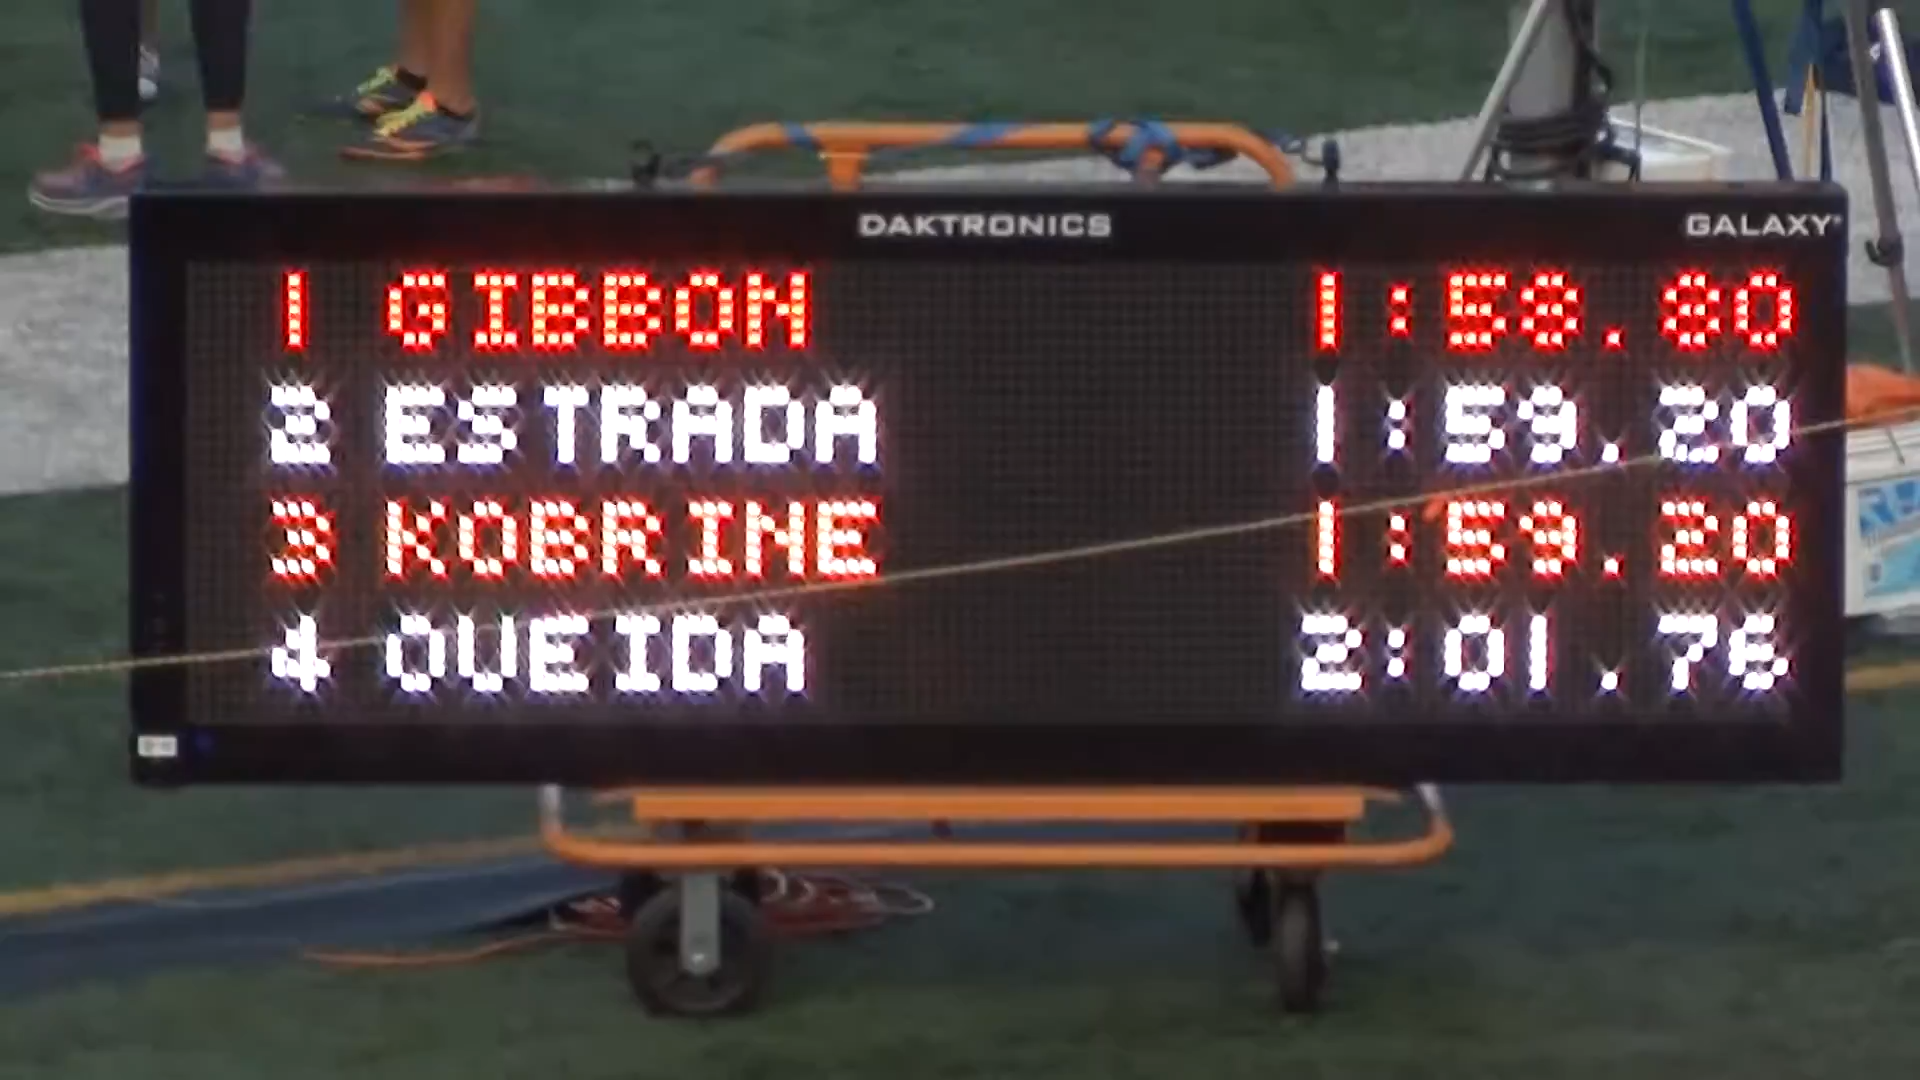 DAKTRONICS GALAXY
1 GIBBON 1:58.80
2 ESTRADA 1:59.20
3 KOBRINE 1:59.20
4 OUEIDA 2:01.76